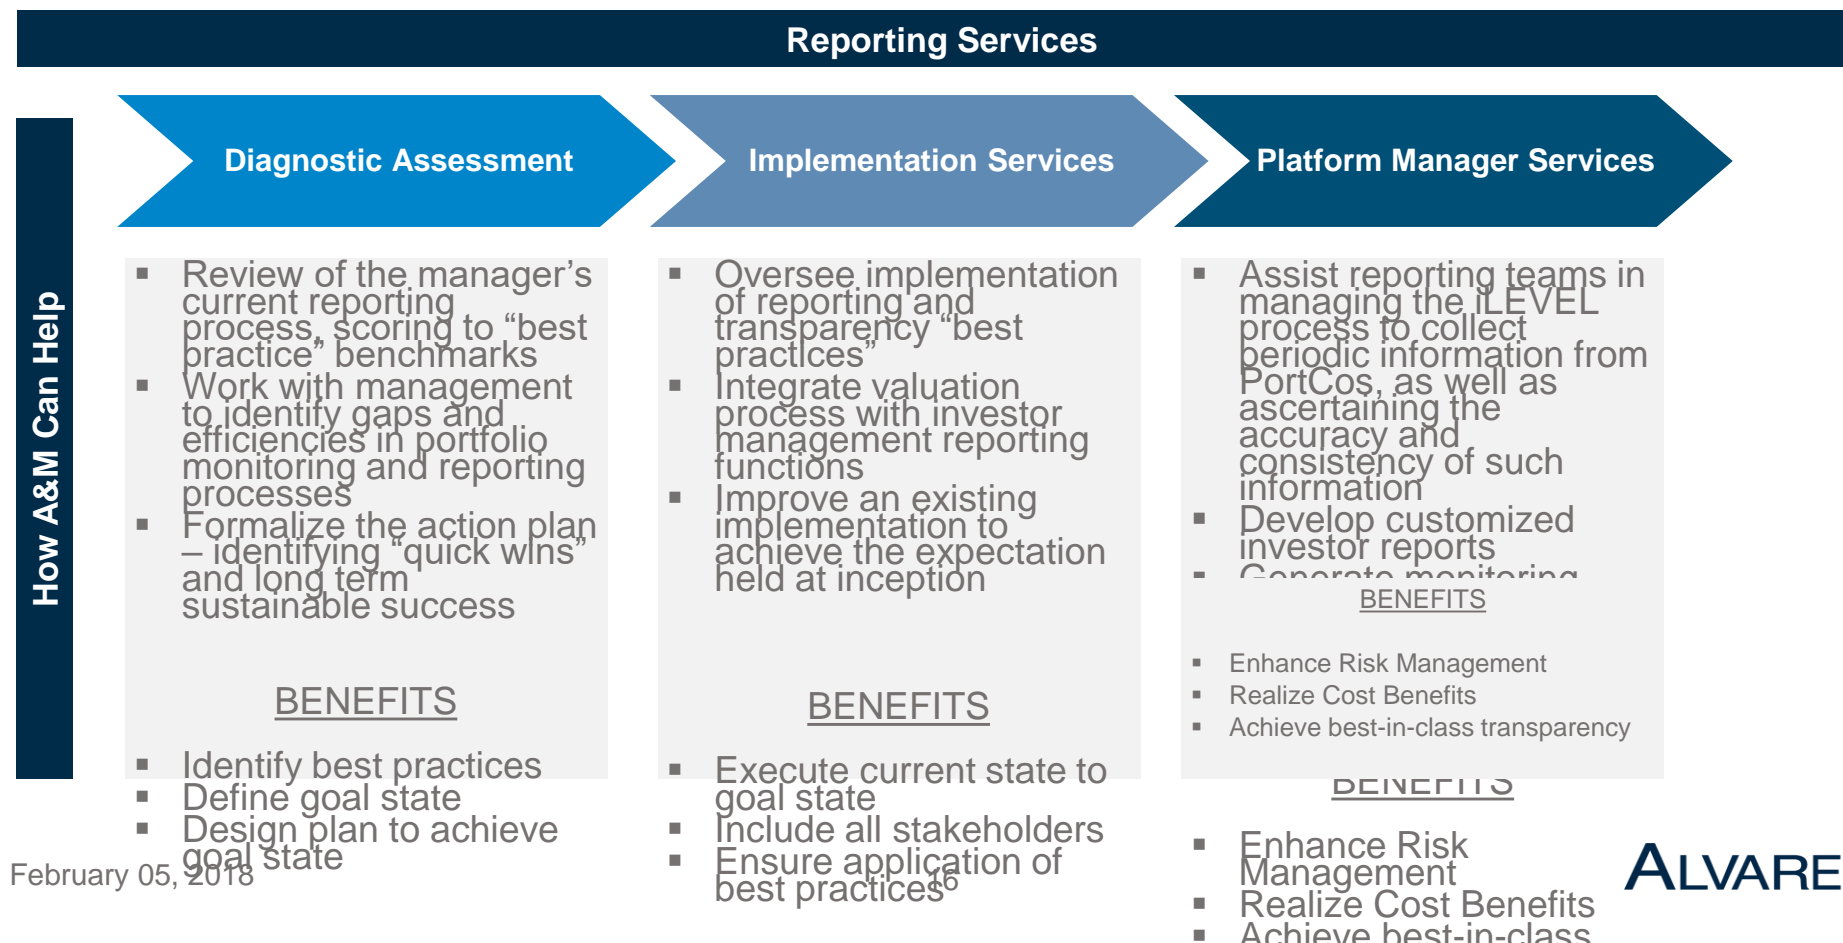 Reporting Services
How A&M Can Help
Diagnostic Assessment
▪ Review of the manager’s
current reporting
process, scoring to “best
practice” benchmarks
▪ Work with management
to identify gaps and
efficiencies in portfolio
monitoring and reporting
processes
▪ Formalize the action plan
– identifying “quick wins”
and long term
sustainable success
BENEFITS
▪ Identify best practices
▪ Define goal state
▪ Design plan to achieve
goal state
Implementation Services
▪ Oversee implementation
of reporting and
transparency “best
practices”
▪ Integrate valuation
process with investor
management reporting
functions
▪ Improve an existing
implementation to
achieve the expectation
held at inception
BENEFITS
▪ Execute current state to
goal state
▪ Include all stakeholders
▪ Ensure application of
best practices
Platform Manager Services
▪ Assist reporting teams in
managing the iLEVEL
process to collect
periodic information from
PortCos, as well as
ascertaining the
accuracy and
consistency of such
information
▪ Develop customized
investor reports
▪ Generate monitoring
BENEFITS
▪ Enhance Risk Management
▪ Realize Cost Benefits
▪ Achieve best-in-class transparency
BENEFITS
▪ Enhance Risk
Management
▪ Realize Cost Benefits
▪ Achieve best-in-class
February 05, 2018
16
ALVARE